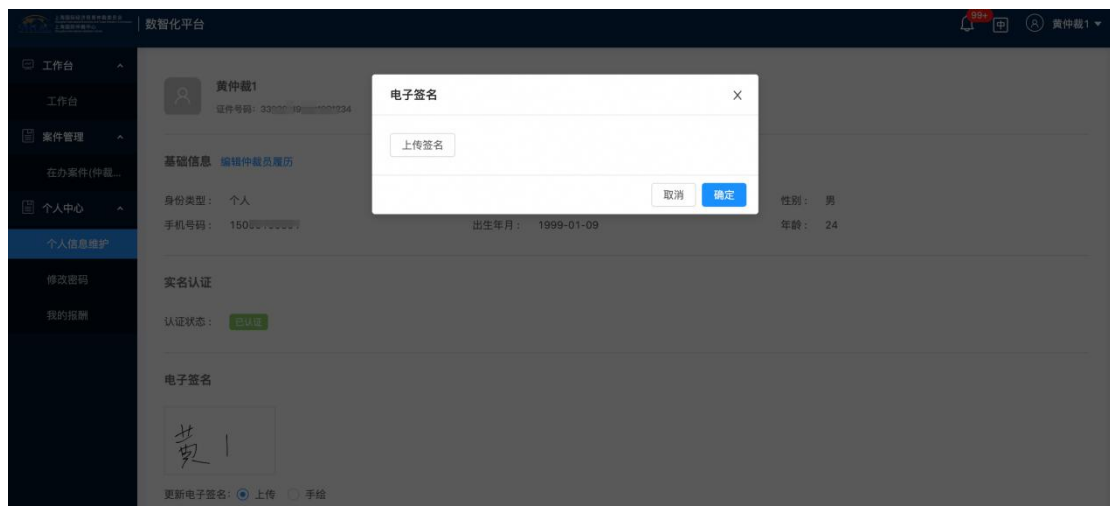 数智化平台
99+
中
黄仲裁1
工作台
工作台
案件管理
在办案件(仲裁...
个人中心
个人信息维护
修改密码
我的报酬
黄仲裁1
证件号码：
电子签名
X
上传签名
取消 确定
基础信息 编辑仲裁员履历
身份类型： 个人
性别： 男
手机号码：
出生年月： 1999-01-09
年龄： 24
实名认证
认证状态： 已认证
电子签名
黄1
更新电子签名: 上传 手绘